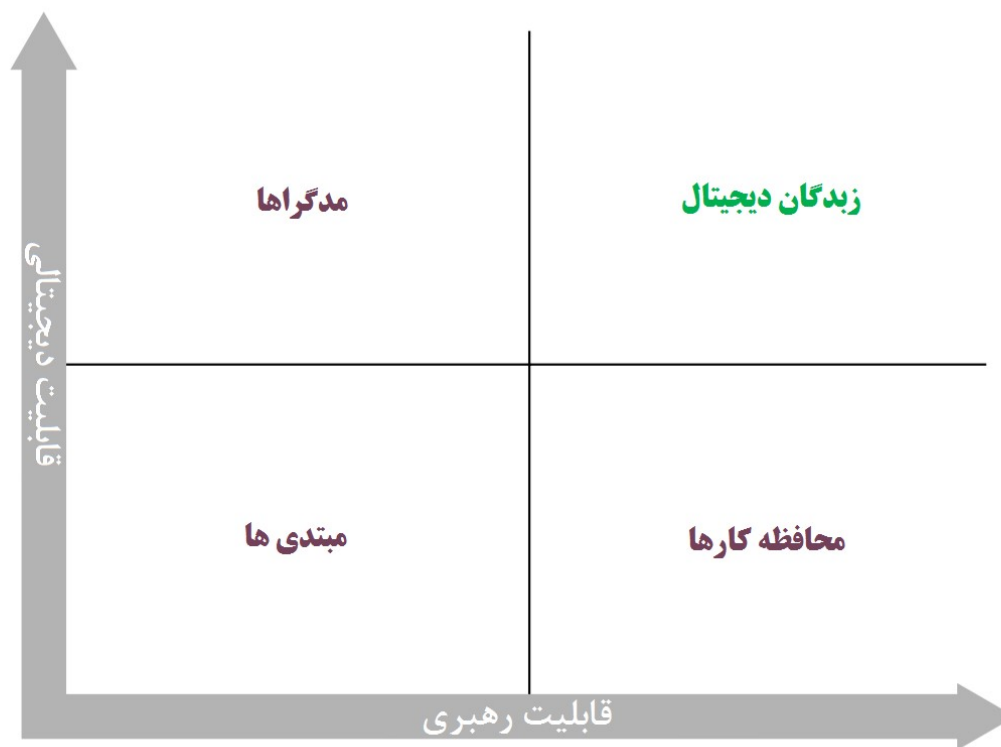 زبدگان دیجیتال
مدگراها
قابلیت دیجیتالی
محافظه کارها
مبتدی ها
قابلیت رهبری